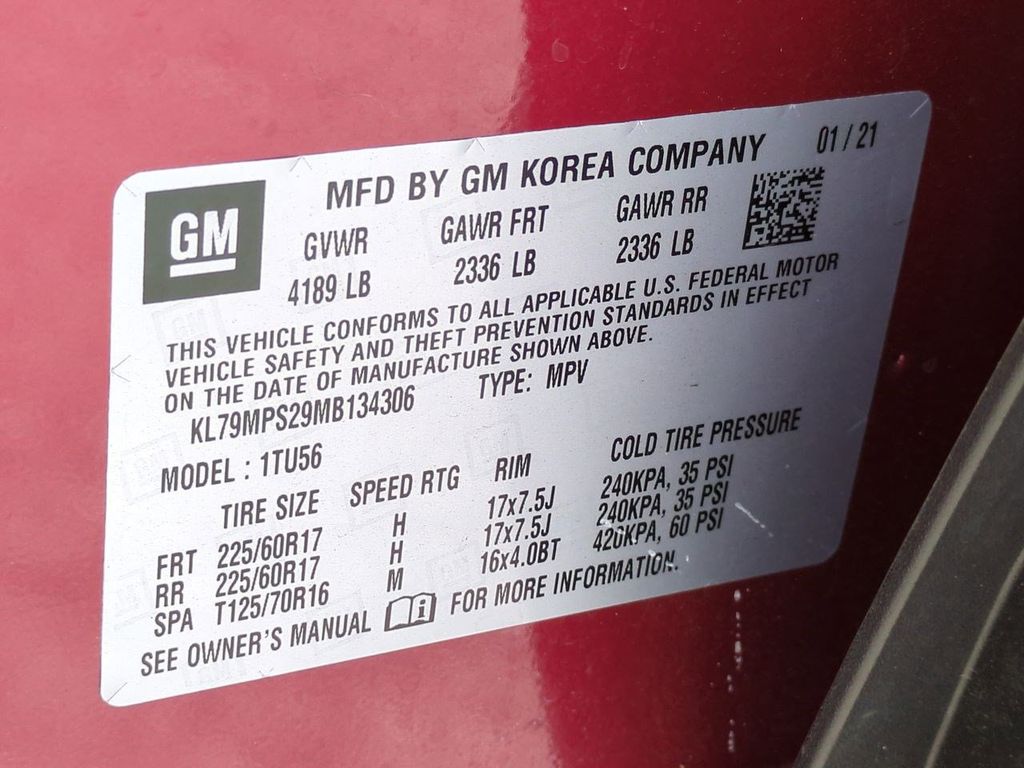 MFD BY GM KOREA COMPANY 01 / 21
GM
GVWR GAWR FRT GAWR RR
4189 LB 2336 LB 2336 LB
THIS VEHICLE CONFORMS TO ALL APPLICABLE U.S. FEDERAL MOTOR
VEHICLE SAFETY AND THEFT PREVENTION STANDARDS IN EFFECT
ON THE DATE OF MANUFACTURE SHOWN ABOVE.
KL79MPS29MB134306 TYPE: MPV
MODEL : 1TU56
TIRE SIZE SPEED RTG RIM COLD TIRE PRESSURE
FRT 225/60R17 H 17x7.5J 240KPA, 35 PSI
RR 225/60R17 H 17x7.5J 240KPA, 35 PSI
SPA T125/70R16 M 16x4.0BT 420KPA, 60 PSI
SEE OWNER'S MANUAL i FOR MORE INFORMATION.